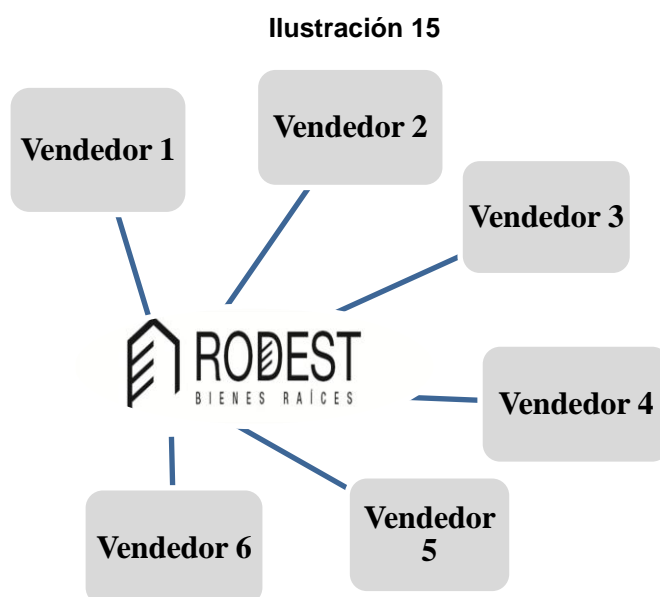 Ilustración 15
Vendedor 1
Vendedor 2
Vendedor 3
RODEST
BIENES RAÍCES
Vendedor 4
Vendedor
5
Vendedor 6